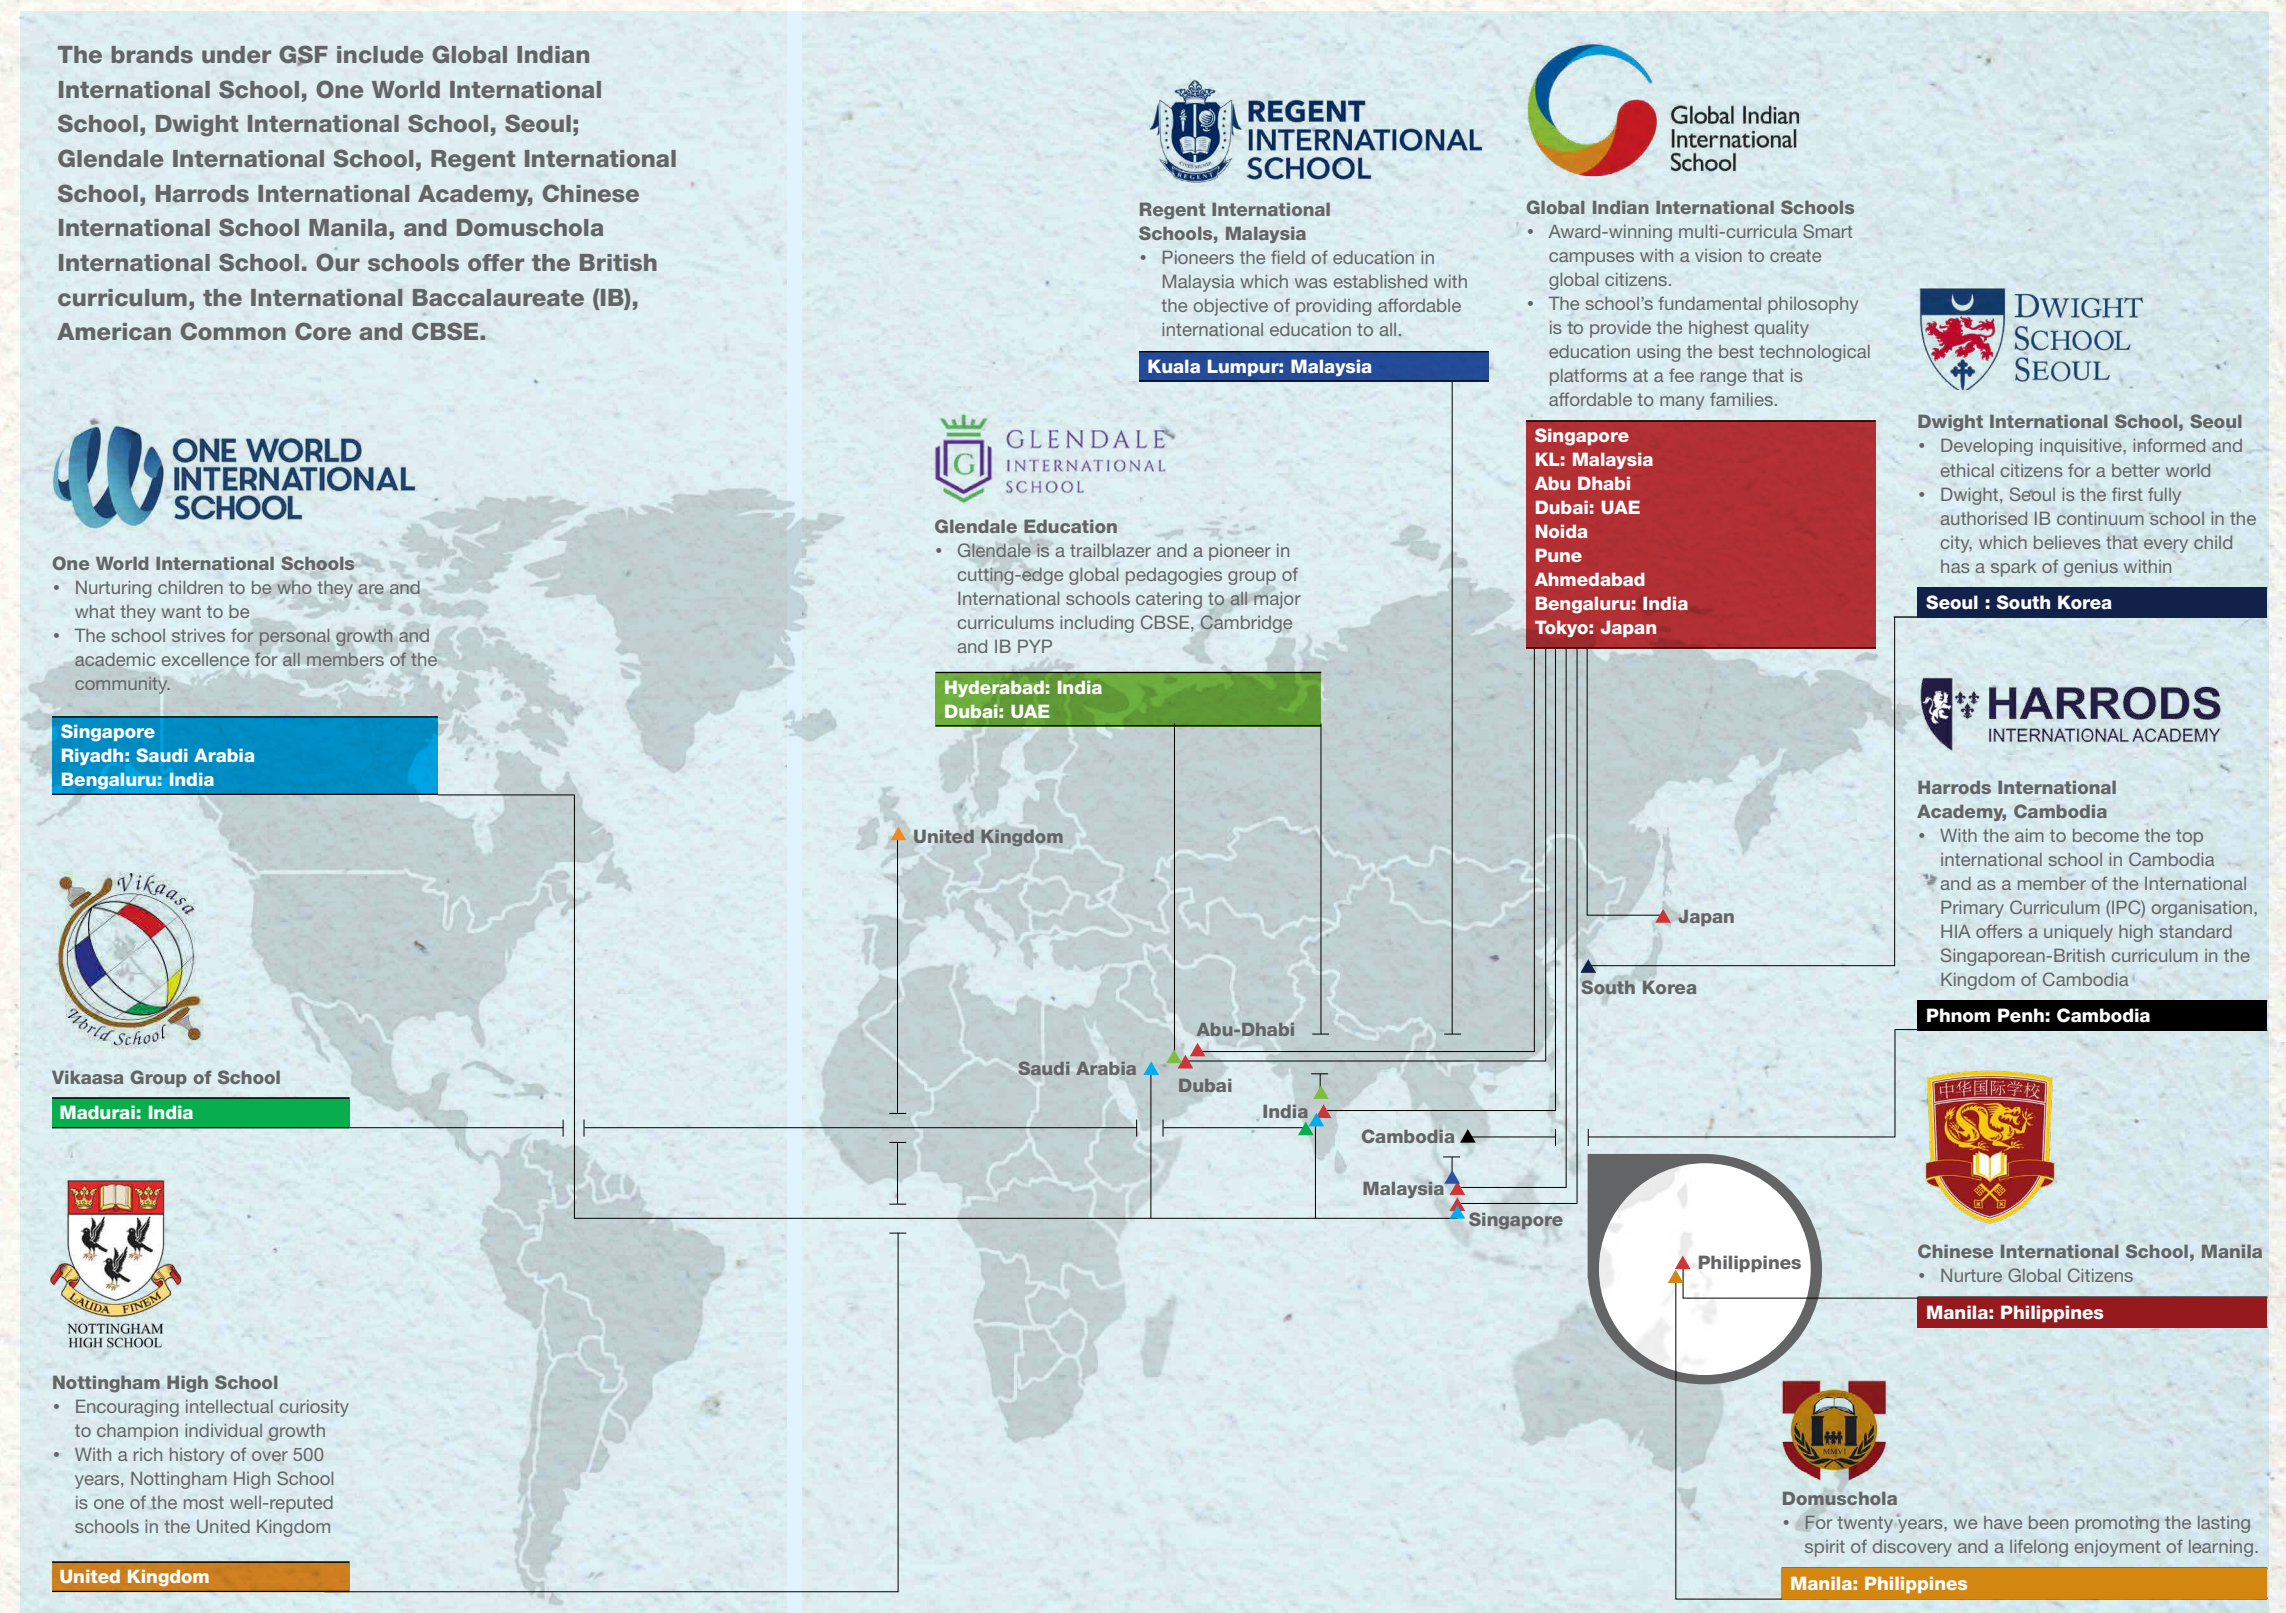 The brands under GSF include Global Indian
International School, One World International
School, Dwight International School, Seoul;
Glendale International School, Regent International
School, Harrods International Academy, Chinese
International School Manila, and Domuschola
International School. Our schools offer the British
curriculum, the International Baccalaureate (IB),
American Common Core and CBSE.
ONE WORLD
INTERNATIONAL
SCHOOL
One World International Schools
• Nurturing children to be who they are and
what they want to be
• The school strives for personal growth and
academic excellence for all members of the
community.
Singapore
Riyadh: Saudi Arabia
Bengaluru: India
Vikaasa
World School
Vikaasa Group of School
Madurai: India
LAUDA FINEM
NOTTINGHAM
HIGH SCHOOL
Nottingham High School
• Encouraging intellectual curiosity
to champion individual growth
• With a rich history of over 500
years, Nottingham High School
is one of the most well-reputed
schools in the United Kingdom
United Kingdom
G
GLENDALE
INTERNATIONAL
SCHOOL
Glendale Education
• Glendale is a trailblazer and a pioneer in
cutting-edge global pedagogies group of
International schools catering to all major
curriculums including CBSE, Cambridge
and IB PYP
Hyderabad: India
Dubai: UAE
REGENT
REGENT
INTERNATIONAL
SCHOOL
Regent International
Schools, Malaysia
• Pioneers the field of education in
Malaysia which was established with
the objective of providing affordable
international education to all.
Kuala Lumpur: Malaysia
Global Indian
International
School
Global Indian International Schools
• Award-winning multi-curricula Smart
campuses with a vision to create
global citizens.
• The school's fundamental philosophy
is to provide the highest quality
education using the best technological
platforms at a fee range that is
affordable to many families.
Singapore
KL: Malaysia
Abu Dhabi
Dubai: UAE
Noida
Pune
Ahmedabad
Bengaluru: India
Tokyo: Japan
DWIGHT
SCHOOL
SEOUL
Dwight International School, Seoul
• Developing inquisitive, informed and
ethical citizens for a better world
• Dwight, Seoul is the first fully
authorised IB continuum school in the
city, which believes that every child
has a spark of genius within
Seoul : South Korea
HARRODS
INTERNATIONAL ACADEMY
Harrods International
Academy, Cambodia
• With the aim to become the top
international school in Cambodia
and as a member of the International
Primary Curriculum (IPC) organisation,
HIA offers a uniquely high standard
Singaporean-British curriculum in the
Kingdom of Cambodia
Phnom Penh: Cambodia
中华国际学校
Chinese International School, Manila
• Nurture Global Citizens
Manila: Philippines
MMVI
Domuschola
• For twenty years, we have been promoting the lasting
spirit of discovery and a lifelong enjoyment of learning.
Manila: Philippines
United Kingdom
Japan
South Korea
Abu-Dhabi
Saudi Arabia
Dubai
India
Cambodia
Malaysia
Singapore
Philippines